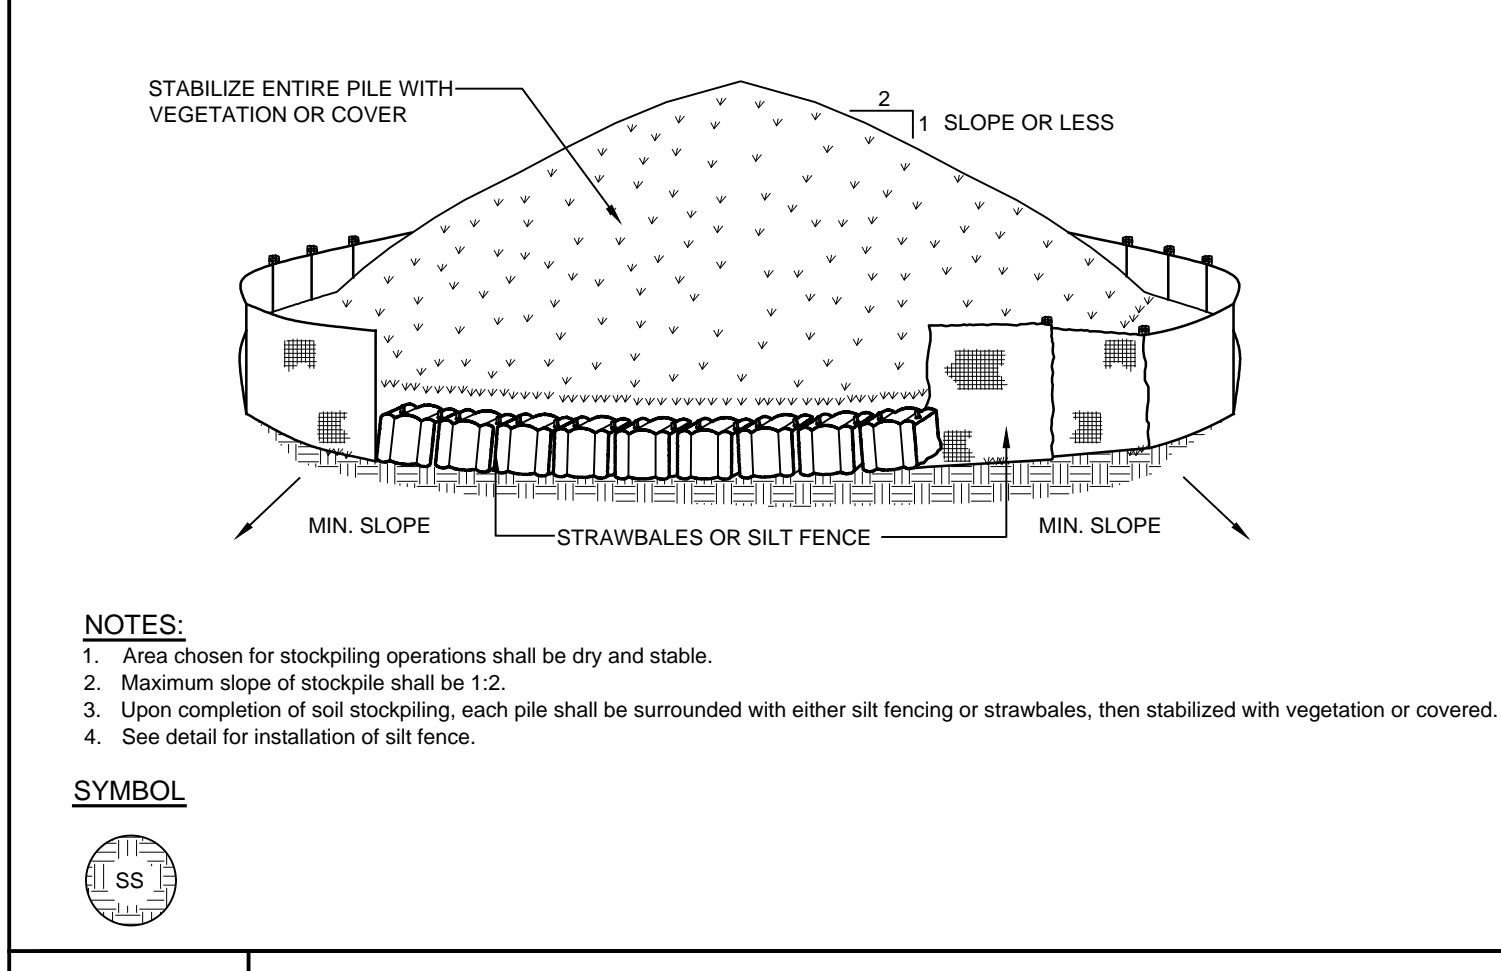 STABILIZE ENTIRE PILE WITH
VEGETATION OR COVER
2
1 SLOPE OR LESS
MIN. SLOPE
STRAWBALES OR SILT FENCE
MIN. SLOPE
NOTES:
1. Area chosen for stockpiling operations shall be dry and stable.
2. Maximum slope of stockpile shall be 1:2.
3. Upon completion of soil stockpiling, each pile shall be surrounded with either silt fencing or strawbales, then stabilized with vegetation or covered.
4. See detail for installation of silt fence.
SYMBOL
SS